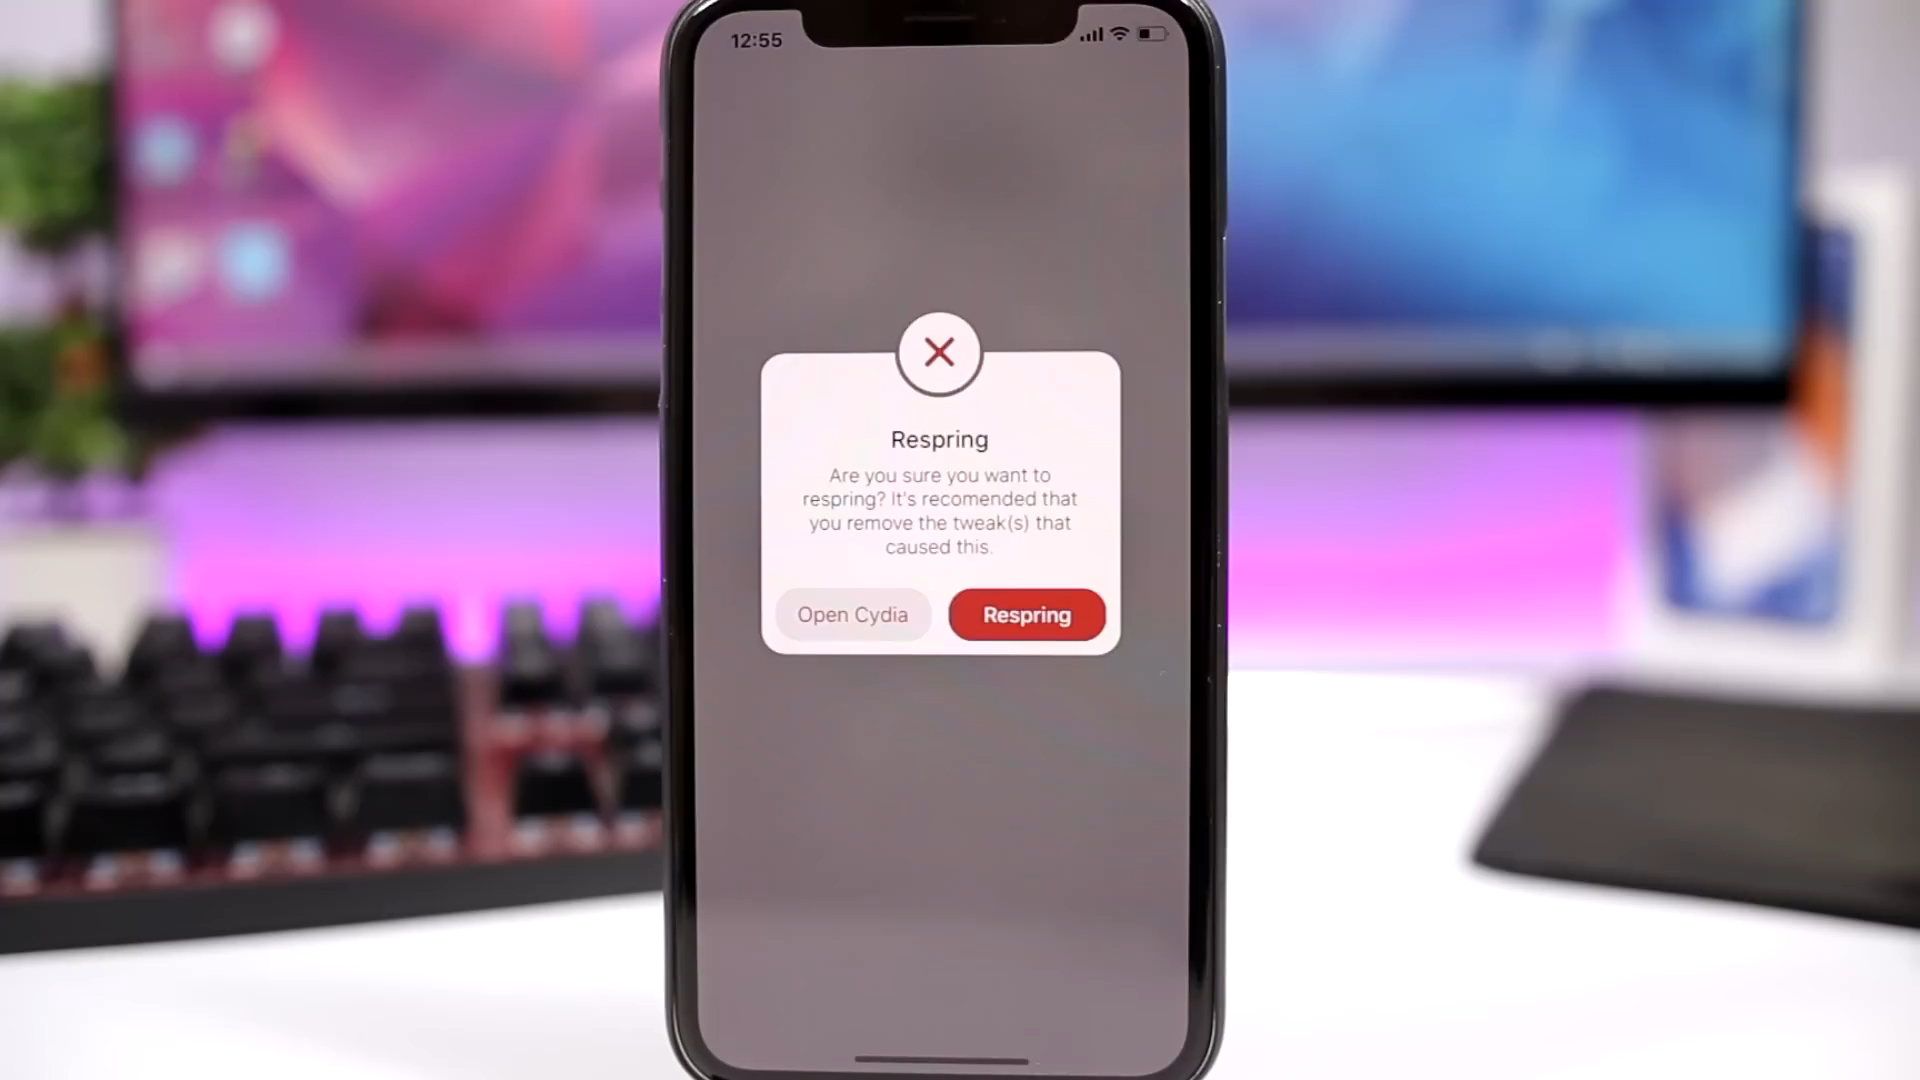 12:55
Respring
Are you sure you want to
respring? It's recomended that
you remove the tweak(s) that
caused this.
Open Cydia
Respring